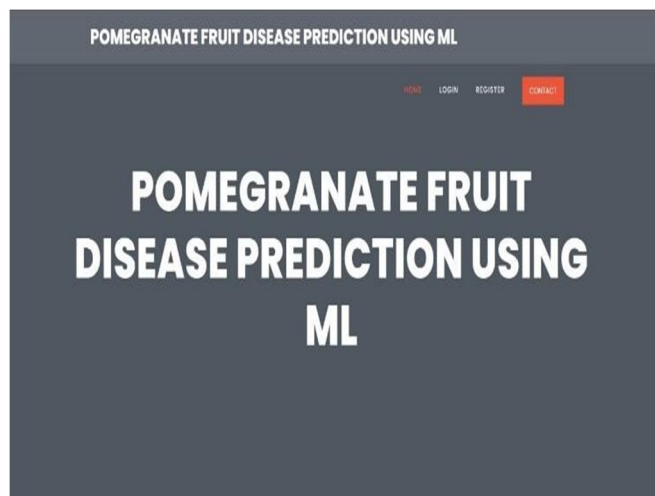 POMEGRANATE FRUIT DISEASE PREDICTION USING ML
HOME LOGIN REGISTER CONTACT
POMEGRANATE FRUIT
DISEASE PREDICTION USING
ML